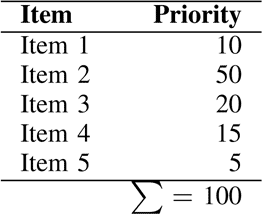 Item Priority
Item 1 10
Item 2 50
Item 3 20
Item 4 15
Item 5 5
∑ = 100